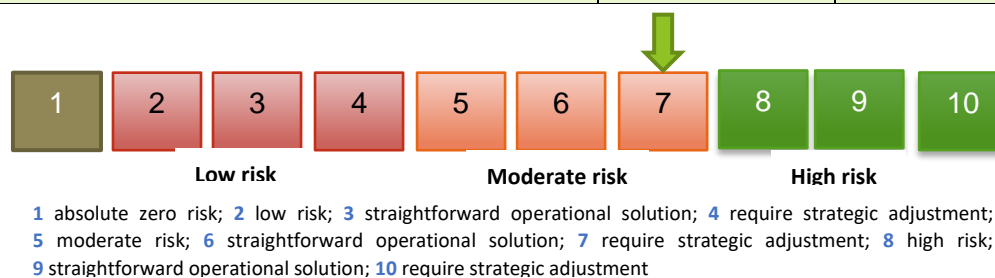 1 2 3 4 5 6 7 8 9 10
Low risk Moderate risk High risk
1 absolute zero risk; 2 low risk; 3 straightforward operational solution; 4 require strategic adjustment;
5 moderate risk; 6 straightforward operational solution; 7 require strategic adjustment; 8 high risk;
9 straightforward operational solution; 10 require strategic adjustment